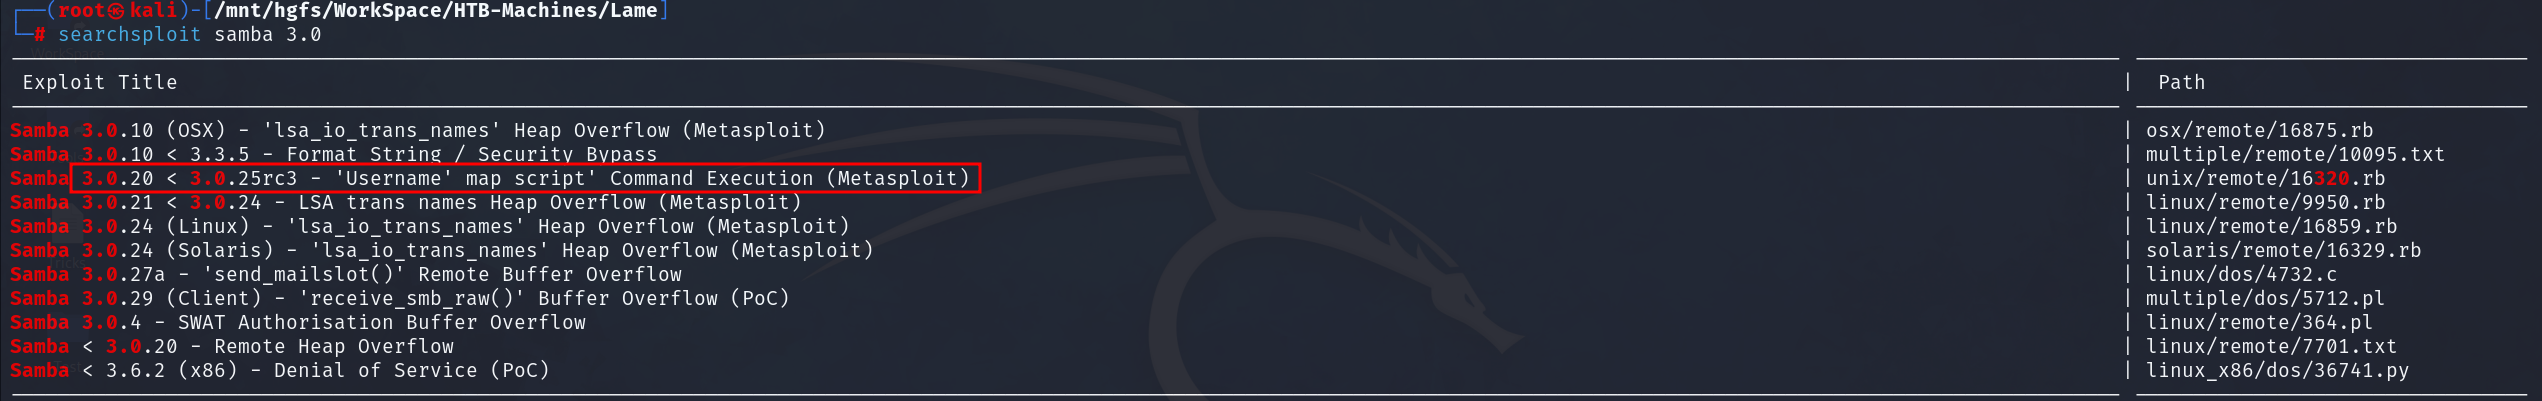 ┌──(root㉿kali)-[/mnt/hgfs/WorkSpace/HTB-Machines/Lame]
└─# searchsploit samba 3.0
Exploit Title | Path
Samba 3.0.10 (OSX) - 'lsa_io_trans_names' Heap Overflow (Metasploit) | osx/remote/16875.rb
Samba 3.0.10 < 3.3.5 - Format String / Security Bypass | multiple/remote/10095.txt
Samba 3.0.20 < 3.0.25rc3 - 'Username' map script' Command Execution (Metasploit) | unix/remote/16320.rb
Samba 3.0.21 < 3.0.24 - LSA trans names Heap Overflow (Metasploit) | linux/remote/9950.rb
Samba 3.0.24 (Linux) - 'lsa_io_trans_names' Heap Overflow (Metasploit) | linux/remote/16859.rb
Samba 3.0.24 (Solaris) - 'lsa_io_trans_names' Heap Overflow (Metasploit) | solaris/remote/16329.rb
Samba 3.0.27a - 'send_mailslot()' Remote Buffer Overflow | linux/dos/4732.c
Samba 3.0.29 (Client) - 'receive_smb_raw()' Buffer Overflow (PoC) | multiple/dos/5712.pl
Samba 3.0.4 - SWAT Authorisation Buffer Overflow | linux/remote/364.pl
Samba < 3.0.20 - Remote Heap Overflow | linux/remote/7701.txt
Samba < 3.6.2 (x86) - Denial of Service (PoC) | linux_x86/dos/36741.py